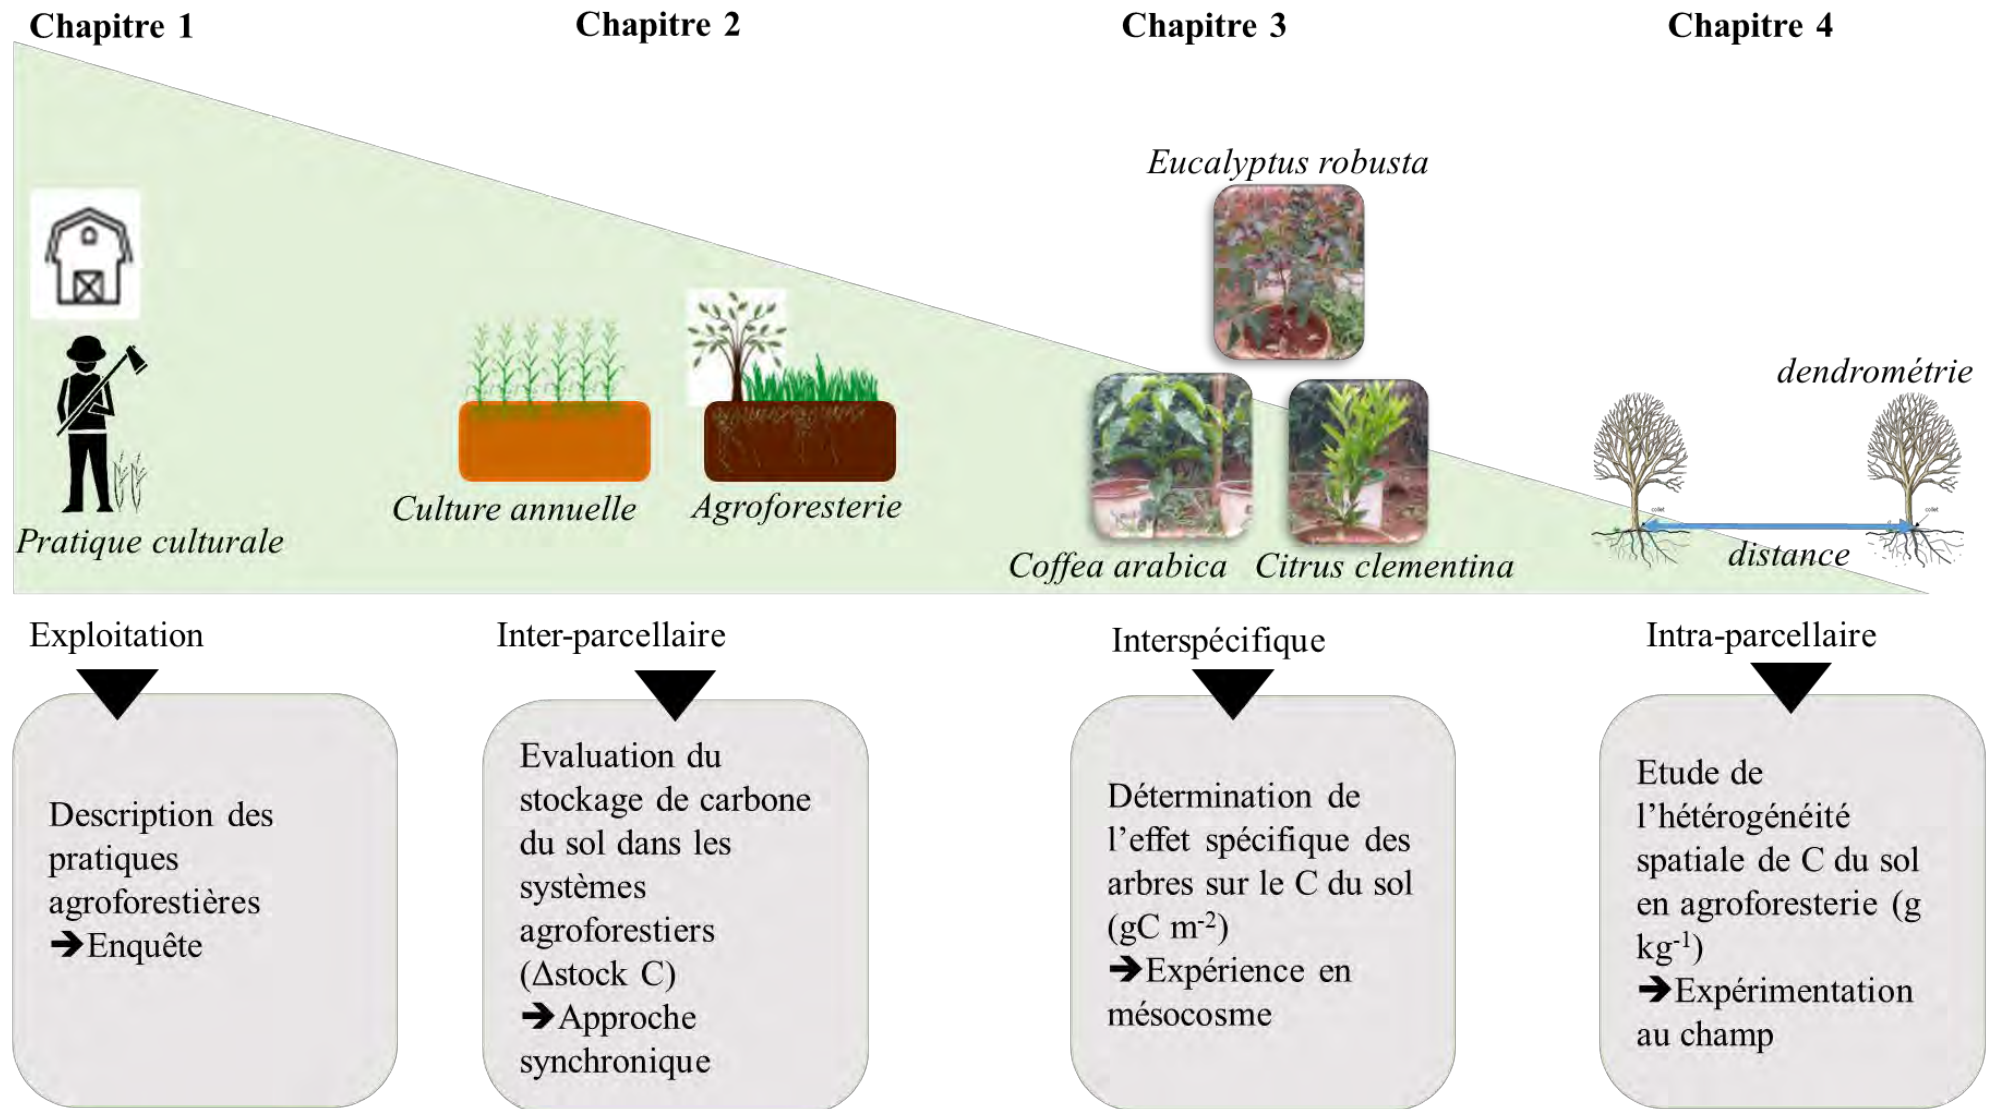 Chapitre 1
Chapitre 2
Chapitre 3
Chapitre 4
Eucalyptus robusta
dendrométrie
collet
collet
Culture annuelle
Agroforesterie
Pratique culturale
distance
Coffea arabica
Citrus clementina
Exploitation
Inter-parcellaire
Interspécifique
Intra-parcellaire
Description des
pratiques
agroforestières
➔Enquête
Evaluation du
stockage de carbone
du sol dans les
systèmes
agroforestiers
(Δstock C)
➔Approche
synchronique
Détermination de
l’effet spécifique des
arbres sur le C du sol
(gC m⁻²)
➔Expérience en
mésocosme
Etude de
l’hétérogénéité
spatiale de C du sol
en agroforesterie (g
kg⁻¹)
➔Expérimentation
au champ